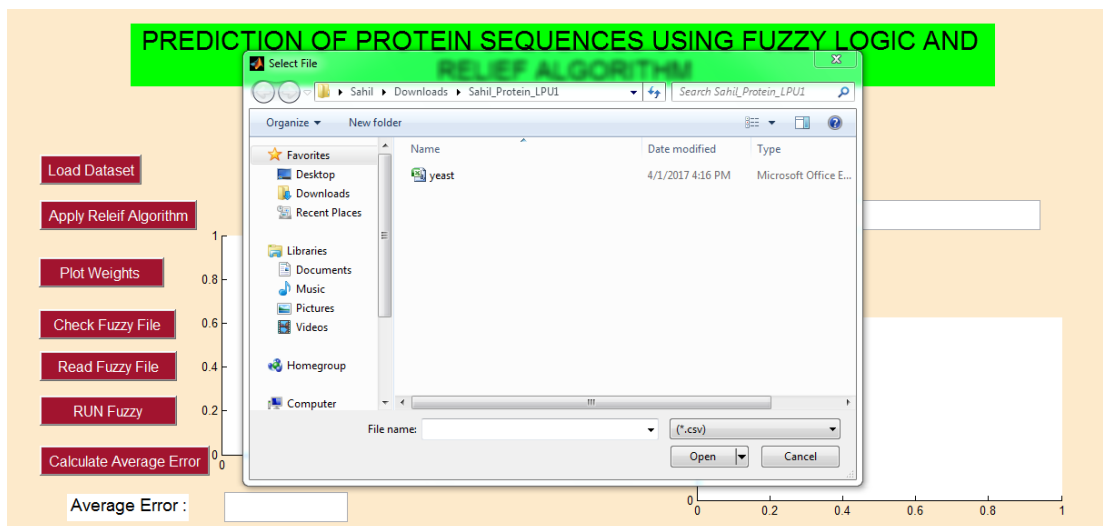 PREDICTION OF PROTEIN SEQUENCES USING FUZZY LOGIC AND
RELIEF ALGORITHM
Select File
Sahil Downloads Sahil_Protein_LPU1
Search Sahil_Protein_LPU1
Organize New folder
Favorites
Desktop
Downloads
Recent Places
Libraries
Documents
Music
Pictures
Videos
Homegroup
Computer
Name Date modified Type
yeast 4/1/2017 4:16 PM Microsoft Office E...
File name: (*.csv)
Open Cancel
Load Dataset
Apply Releif Algorithm
Plot Weights
Check Fuzzy File
Read Fuzzy File
RUN Fuzzy
Calculate Average Error
Average Error :
1
0.8
0.6
0.4
0.2
0
0
0
0 0.2 0.4 0.6 0.8 1